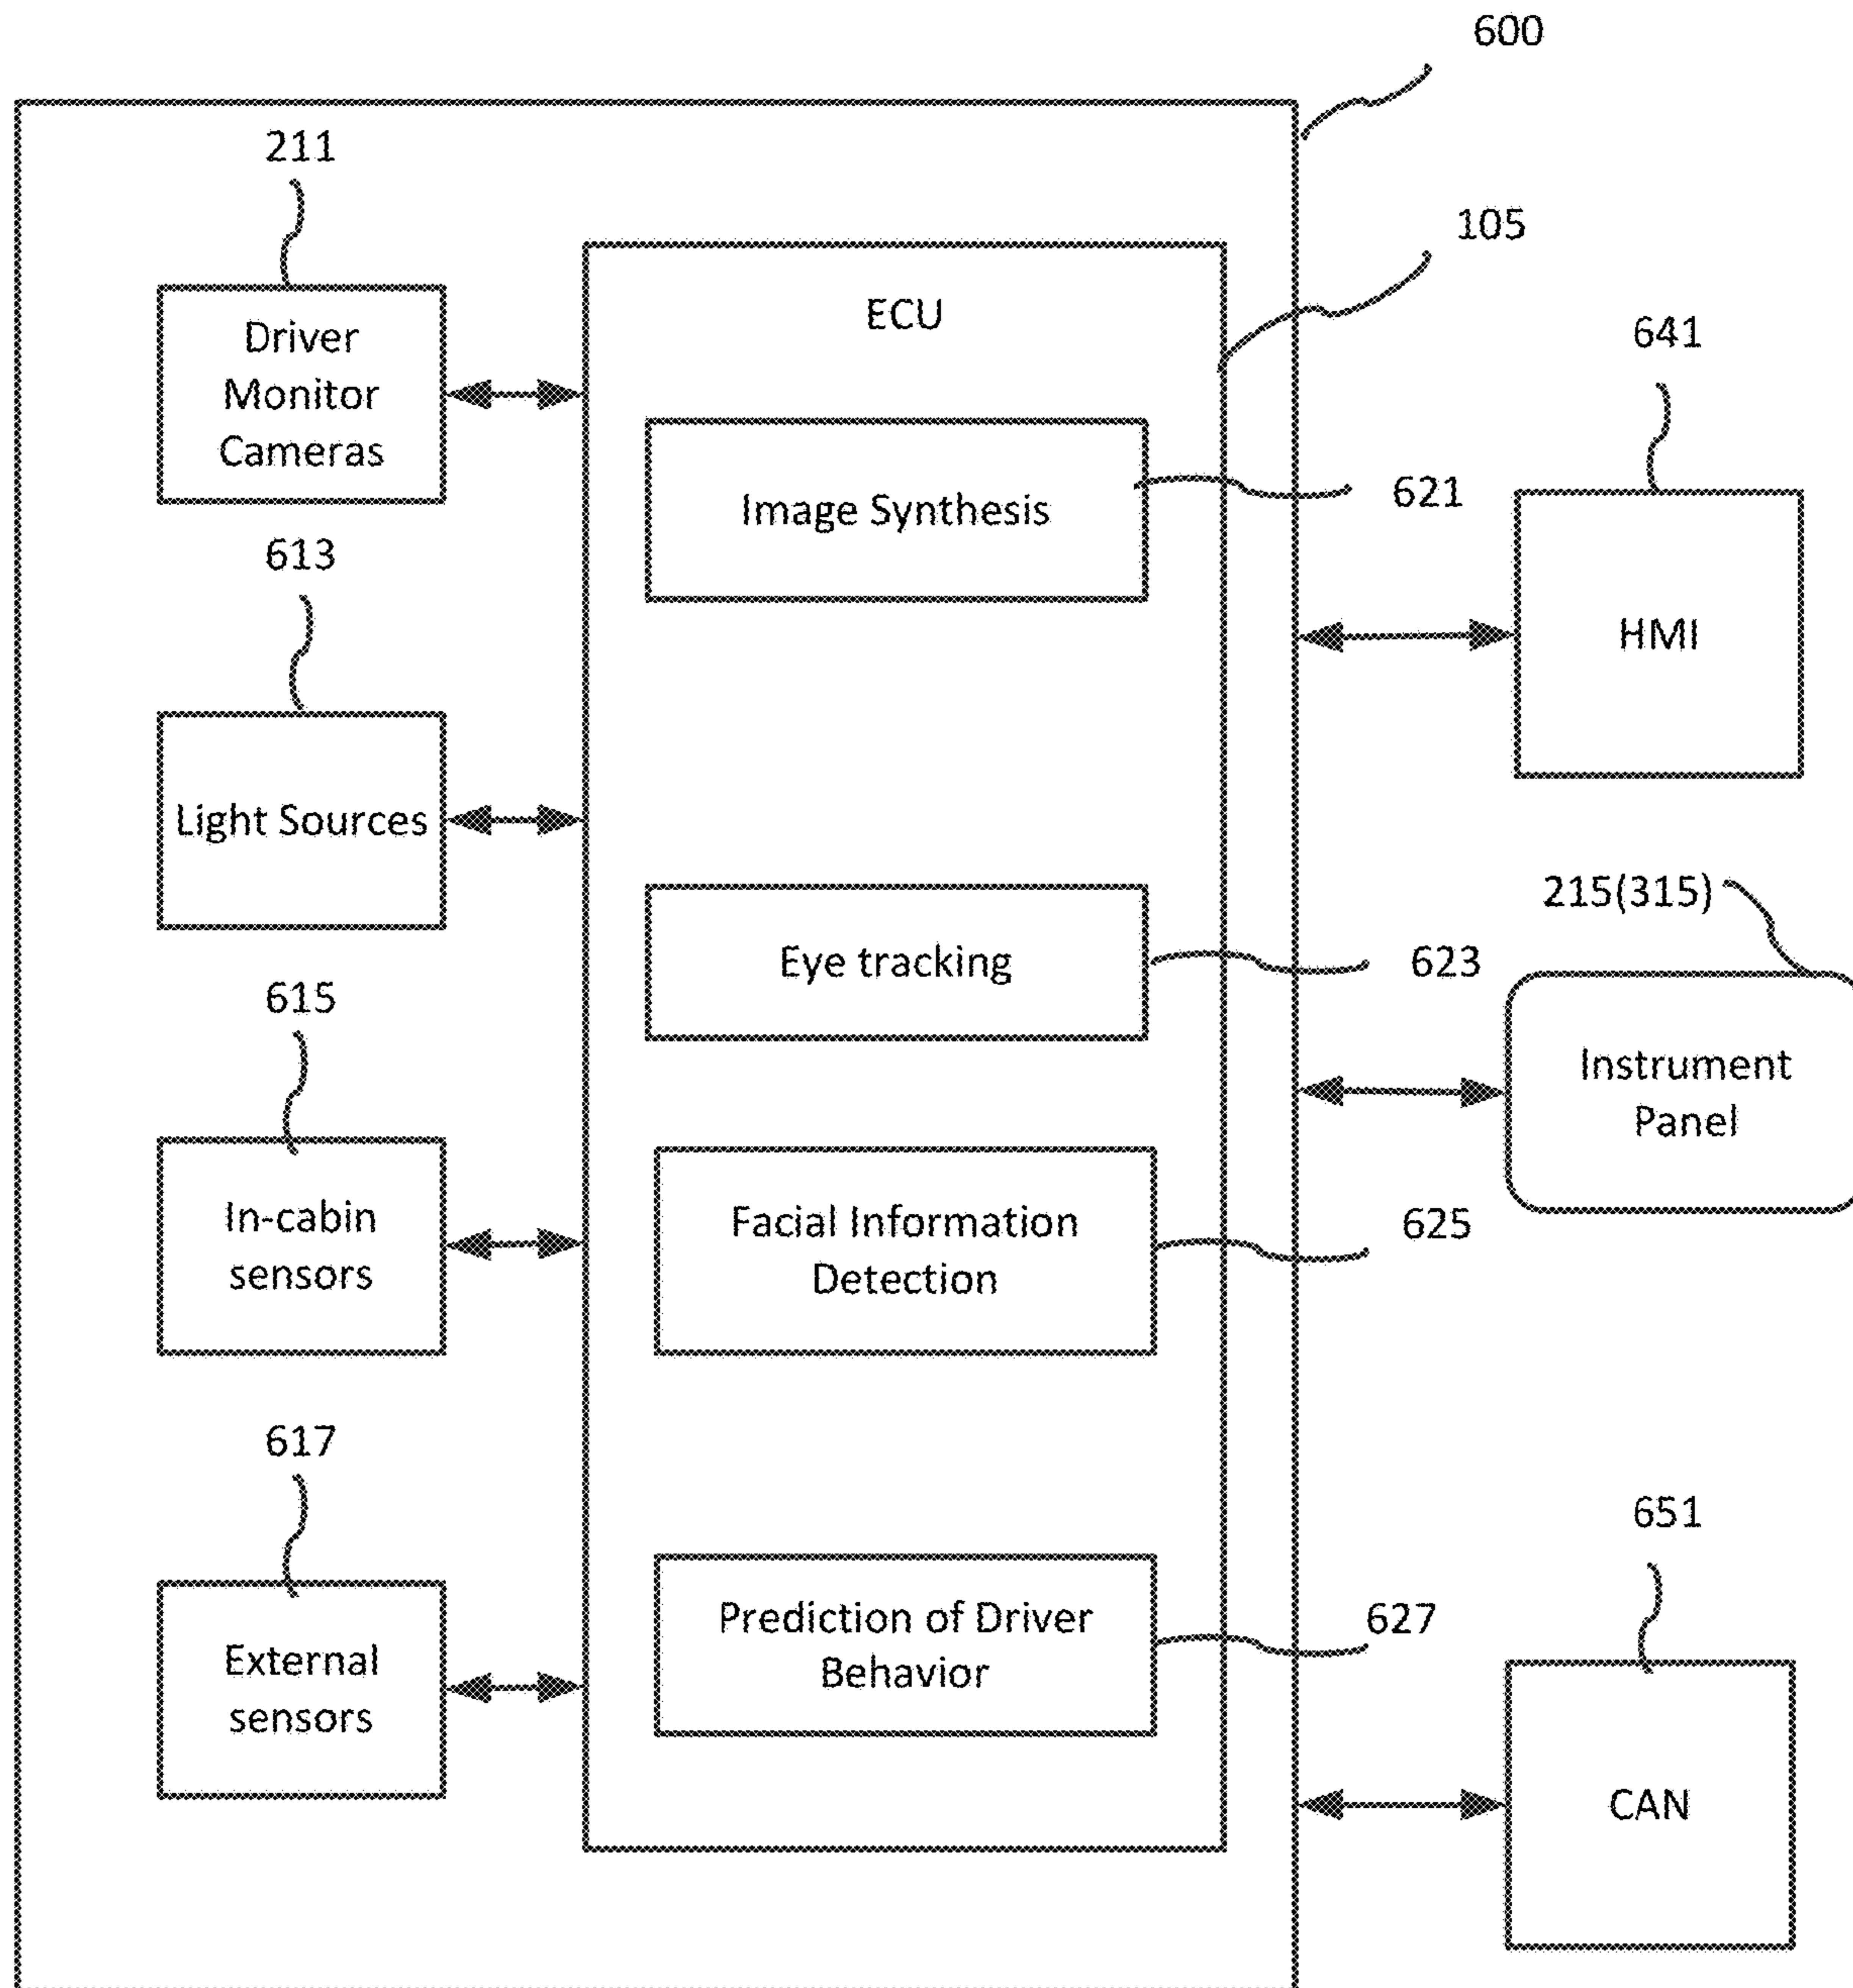 600
211
105
Driver
Monitor
Cameras
ECU
641
Image Synthesis
621
613
HMI
Light Sources
215(315)
Eye tracking
623
615
Instrument
Panel
In-cabin
sensors
Facial Information
Detection
625
617
651
External
sensors
Prediction of Driver
Behavior
627
CAN